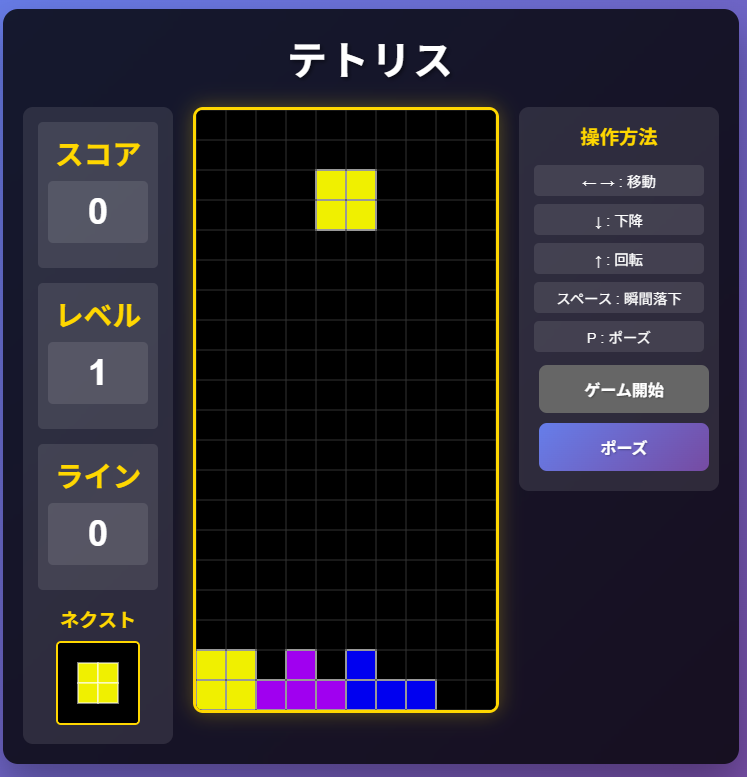 テトリス
スコア
0
レベル
1
ライン
0
ネクスト
操作方法
←→ : 移動
↓ : 下降
↑ : 回転
スペース : 瞬間落下
P : ポーズ
ゲーム開始
ポーズ